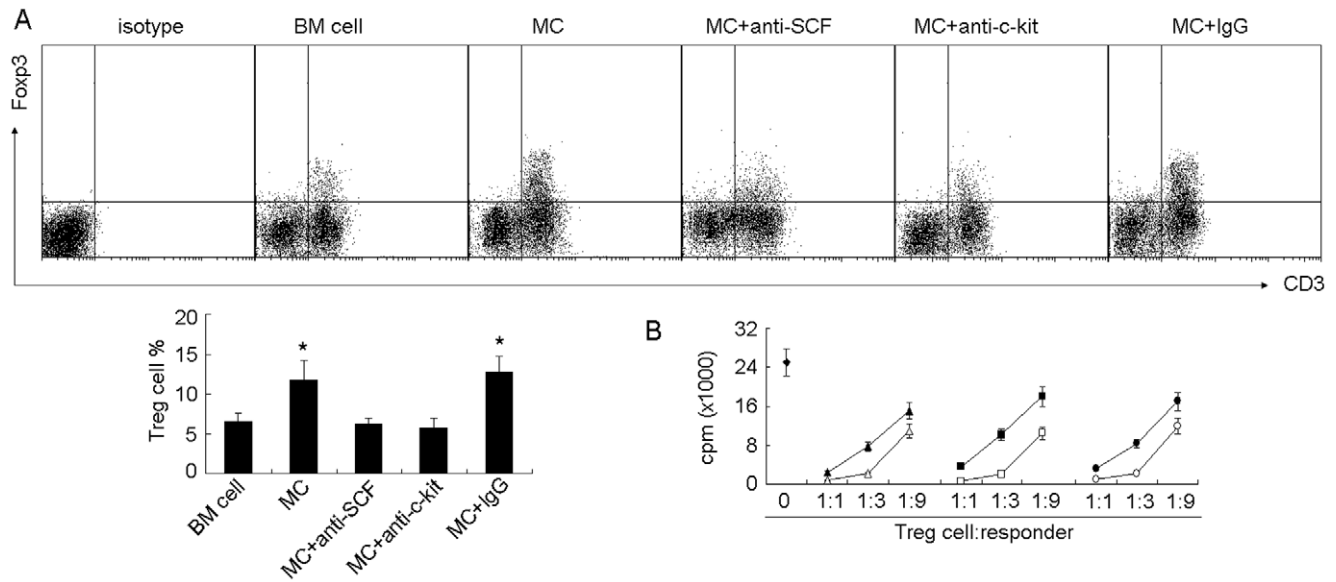 A
isotype BM cell MC MC+anti-SCF MC+anti-c-kit MC+IgG
Foxp3
CD3
Treg cell %
20
15
10
5
0
* *
BM cell MC MC+anti-SCF MC+anti-c-kit MC+IgG
B
cpm (x1000)
32
24
16
8
0
0 1:1 1:3 1:9 1:1 1:3 1:9 1:1 1:3 1:9
Treg cell:responder